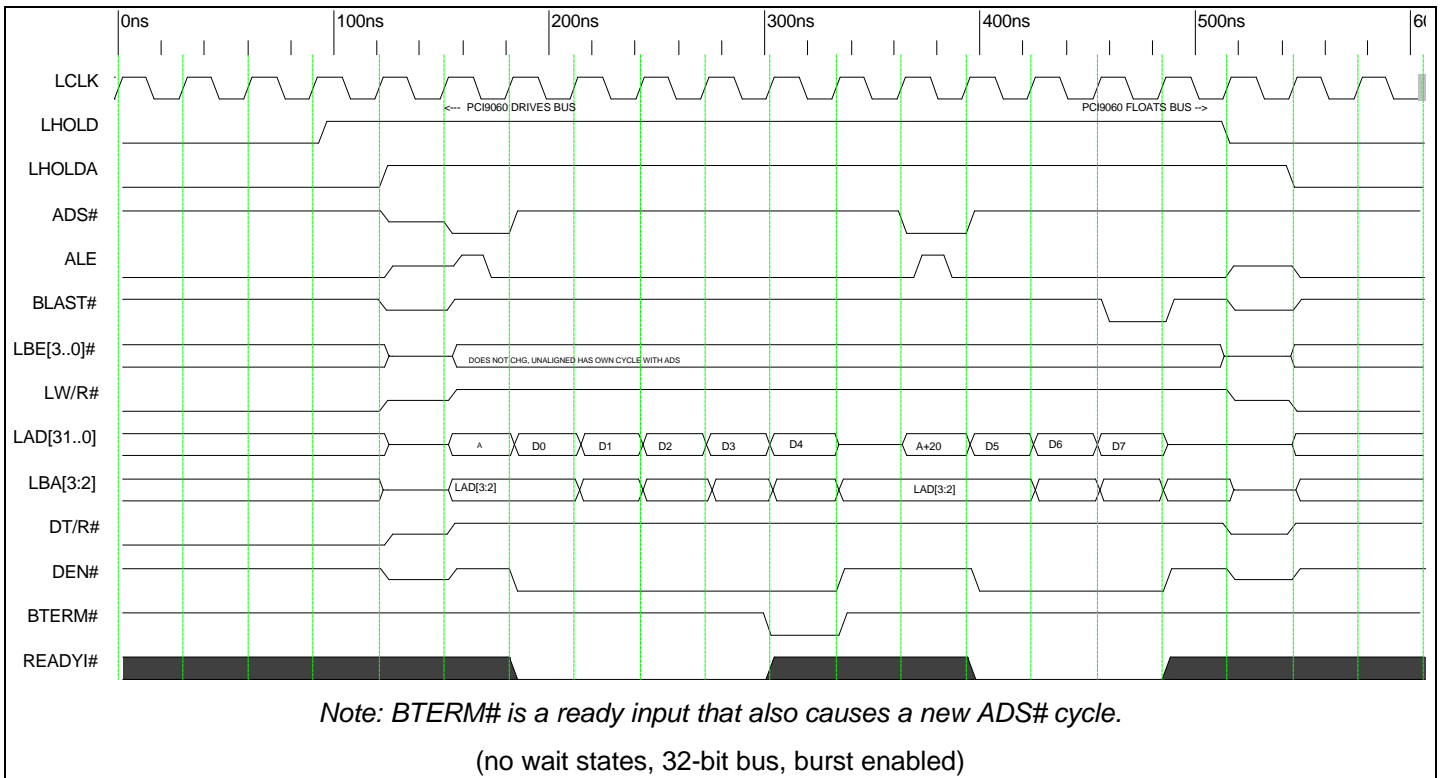 0ns 100ns 200ns 300ns 400ns 500ns 60
LCLK
<--- PCI9060 DRIVES BUS PCI9060 FLOATS BUS -->
LHOLD
LHOLDA
ADS#
ALE
BLAST#
LBE[3..0]# DOES NOT CHG, UNALIGNED HAS OWN CYCLE WITH ADS
LW/R#
LAD[31..0] A D0 D1 D2 D3 D4 A+20 D5 D6 D7
LBA[3:2] LAD[3:2] LAD[3:2]
DT/R#
DEN#
BTERM#
READYI#
Note: BTERM# is a ready input that also causes a new ADS# cycle.
(no wait states, 32-bit bus, burst enabled)